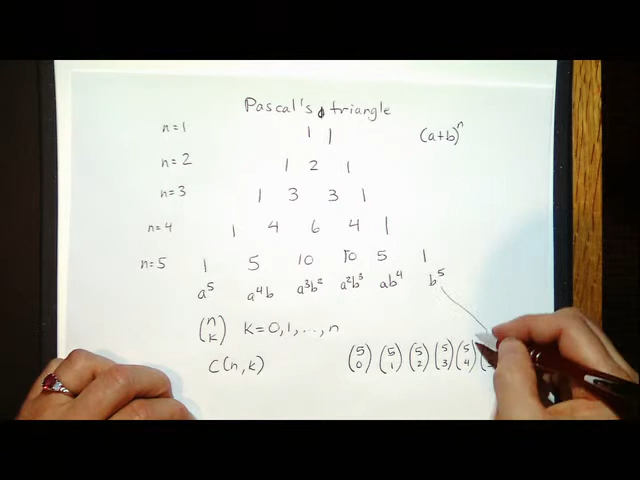 Pascal's triangle
n=1 1 1 (a+b)^n
n=2 1 2 1
n=3 1 3 3 1
n=4 1 4 6 4 1
n=5 1 5 10 10 5 1
a^5 a^4b a^3b^2 a^2b^3 ab^4 b^5
(n k) k=0,1,...,n
C(n,k) (5 0) (5 1) (5 2) (5 3) (5 4)